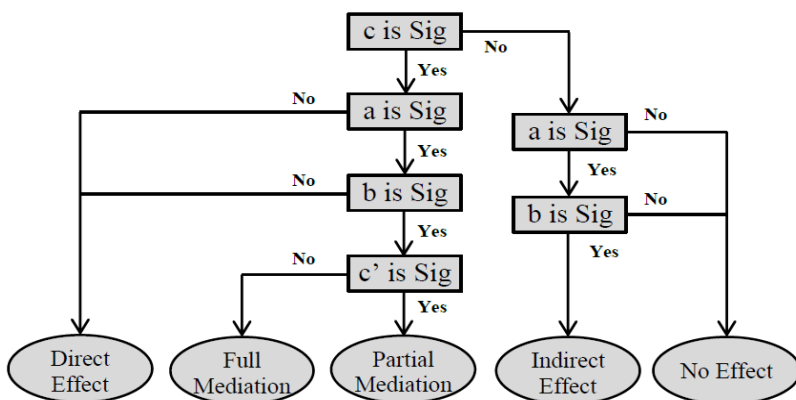 c is Sig
No
Yes
No
a is Sig
a is Sig
No
Yes
Yes
No
b is Sig
b is Sig
No
Yes
Yes
No
c’ is Sig
Yes
Direct
Effect
Full
Mediation
Partial
Mediation
Indirect
Effect
No Effect